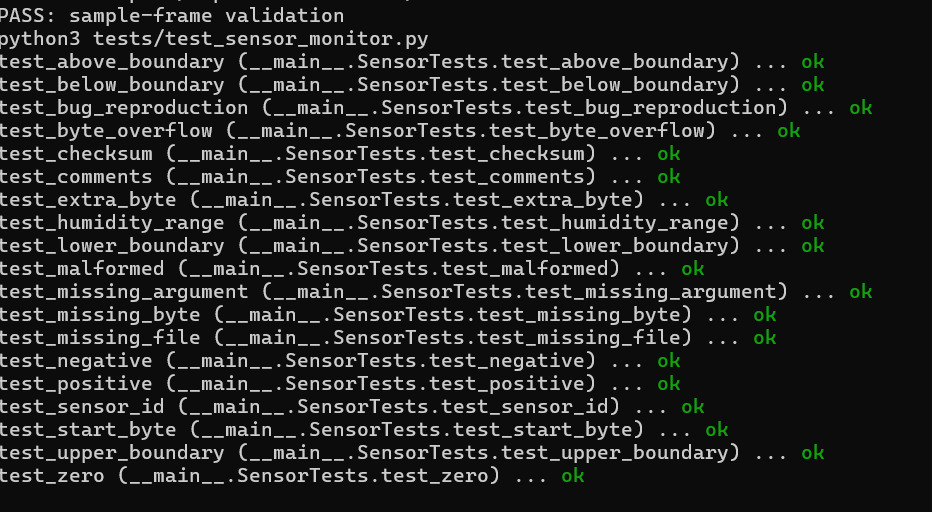 PASS: sample-frame validation
python3 tests/test_sensor_monitor.py
test_above_boundary (__main__.SensorTests.test_above_boundary) ... ok
test_below_boundary (__main__.SensorTests.test_below_boundary) ... ok
test_bug_reproduction (__main__.SensorTests.test_bug_reproduction) ... ok
test_byte_overflow (__main__.SensorTests.test_byte_overflow) ... ok
test_checksum (__main__.SensorTests.test_checksum) ... ok
test_comments (__main__.SensorTests.test_comments) ... ok
test_extra_byte (__main__.SensorTests.test_extra_byte) ... ok
test_humidity_range (__main__.SensorTests.test_humidity_range) ... ok
test_lower_boundary (__main__.SensorTests.test_lower_boundary) ... ok
test_malformed (__main__.SensorTests.test_malformed) ... ok
test_missing_argument (__main__.SensorTests.test_missing_argument) ... ok
test_missing_byte (__main__.SensorTests.test_missing_byte) ... ok
test_missing_file (__main__.SensorTests.test_missing_file) ... ok
test_negative (__main__.SensorTests.test_negative) ... ok
test_positive (__main__.SensorTests.test_positive) ... ok
test_sensor_id (__main__.SensorTests.test_sensor_id) ... ok
test_start_byte (__main__.SensorTests.test_start_byte) ... ok
test_upper_boundary (__main__.SensorTests.test_upper_boundary) ... ok
test_zero (__main__.SensorTests.test_zero) ... ok